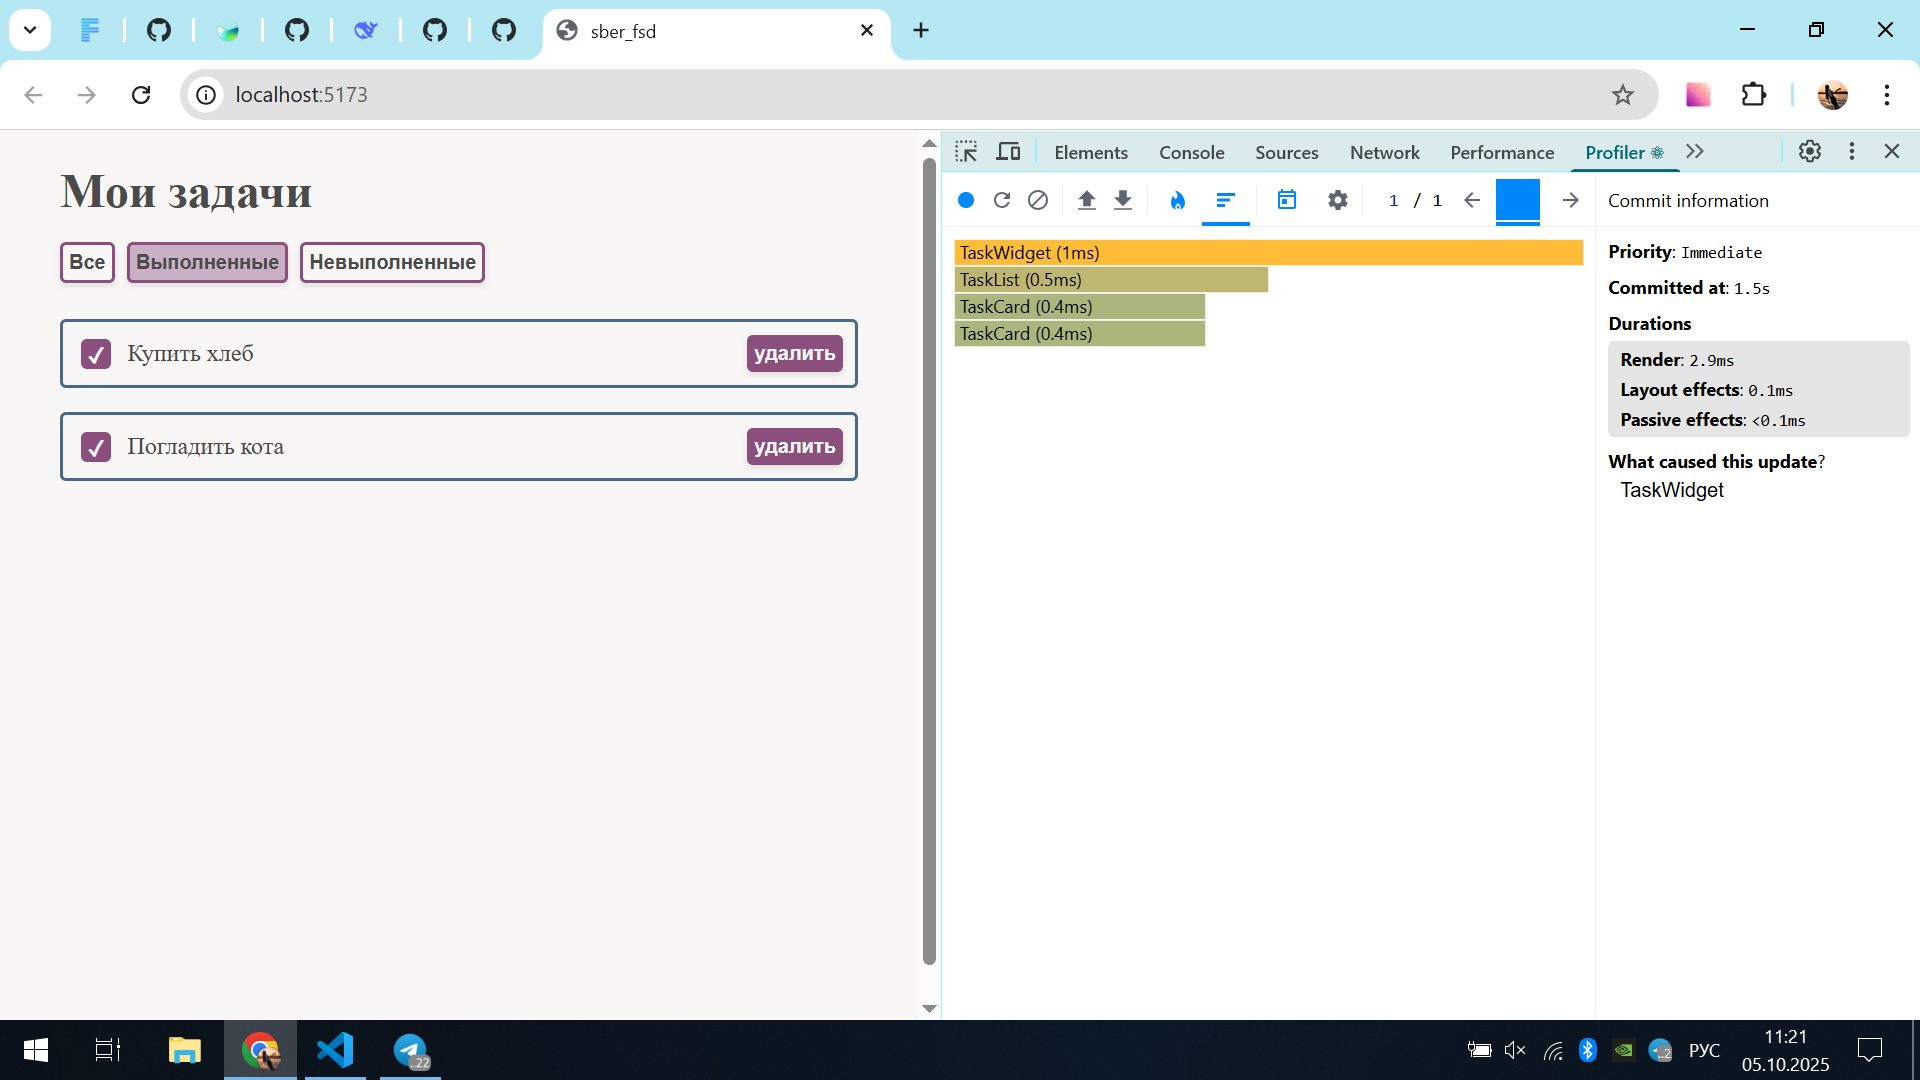 sber_fsd
localhost:5173
Мои задачи
Все
Выполненные
Невыполненные
Купить хлеб
удалить
Погладить кота
удалить
Elements
Console
Sources
Network
Performance
Profiler
1 / 1
TaskWidget (1ms)
TaskList (0.5ms)
TaskCard (0.4ms)
TaskCard (0.4ms)
Commit information
Priority: Immediate
Committed at: 1.5s
Durations
Render: 2.9ms
Layout effects: 0.1ms
Passive effects: <0.1ms
What caused this update?
TaskWidget
..22
..2
РУС
11:21
05.10.2025